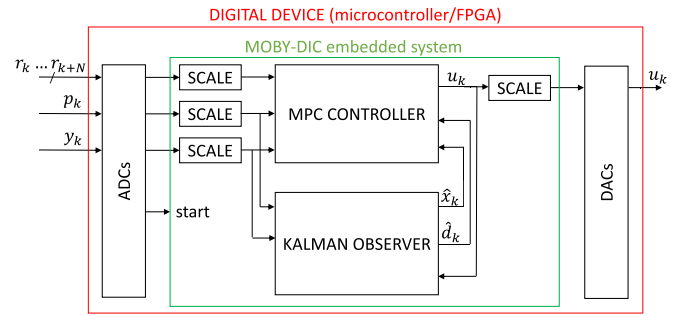 DIGITAL DEVICE (microcontroller/FPGA)
MOBY-DIC embedded system
r_k … r_{k+N}
p_k
y_k
ADCs
start
SCALE
SCALE
SCALE
MPC CONTROLLER
KALMAN OBSERVER
u_k
x̂_k
d̂_k
SCALE
DACs
u_k